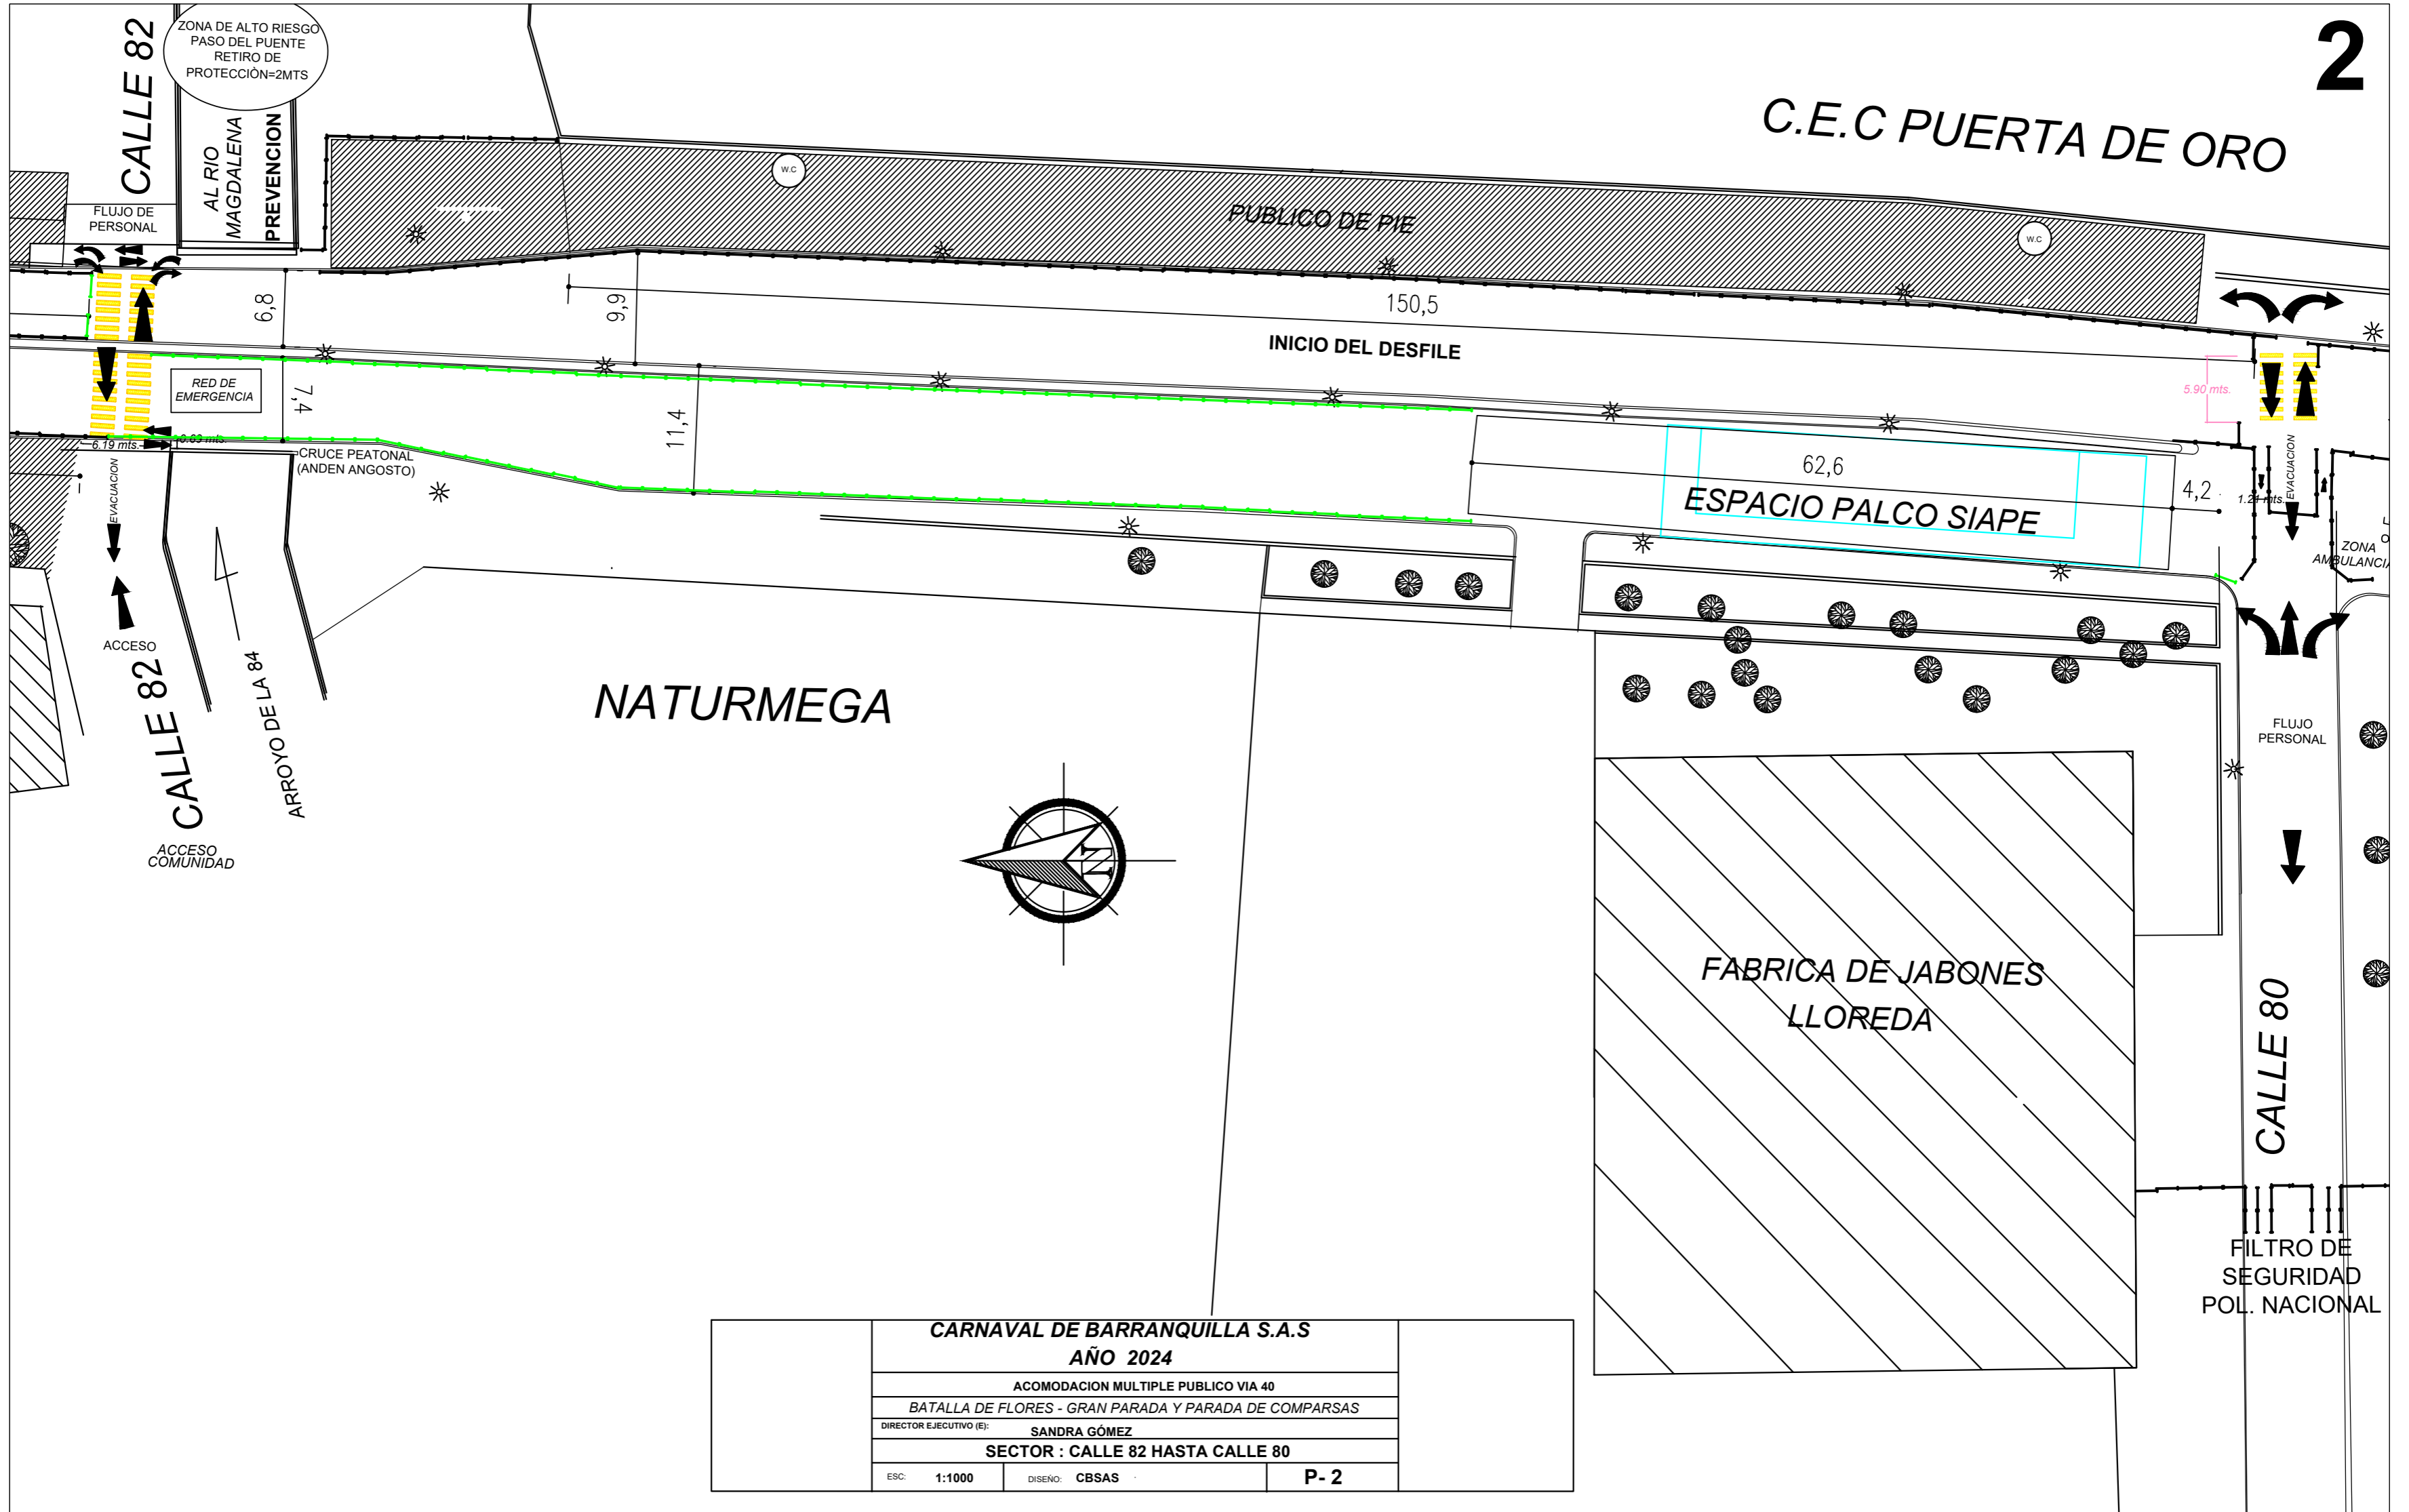 2
CALLE 82
ZONA DE ALTO RIESGO
PASO DEL PUENTE
RETIRO DE
PROTECCIÒN=2MTS
AL RIO
MAGDALENA
PREVENCION
C.E.C PUERTA DE ORO
W.C
PUBLICO DE PIE
W.C
FLUJO DE
PERSONAL
6,8
9,9
150,5
INICIO DEL DESFILE
RED DE
EMERGENCIA
7,4
11,4
5.90 mts.
6.19 mts.
CRUCE PEATONAL
(ANDEN ANGOSTO)
62,6
ESPACIO PALCO SIAPE
4,2
1.21 mts.
EVACUACION
EVACUACION
ZONA
AMBULANCIA
ACCESO
CALLE 82
ARROYO DE LA 84
ACCESO
COMUNIDAD
NATURMEGA
N
FLUJO
PERSONAL
FABRICA DE JABONES
LLOREDA
CALLE 80
FILTRO DE
SEGURIDAD
POL. NACIONAL
CARNAVAL DE BARRANQUILLA S.A.S
AÑO 2024
ACOMODACION MULTIPLE PUBLICO VIA 40
BATALLA DE FLORES - GRAN PARADA Y PARADA DE COMPARSAS
DIRECTOR EJECUTIVO (E): SANDRA GÓMEZ
SECTOR : CALLE 82 HASTA CALLE 80
ESC: 1:1000 DISEÑO: CBSAS P- 2